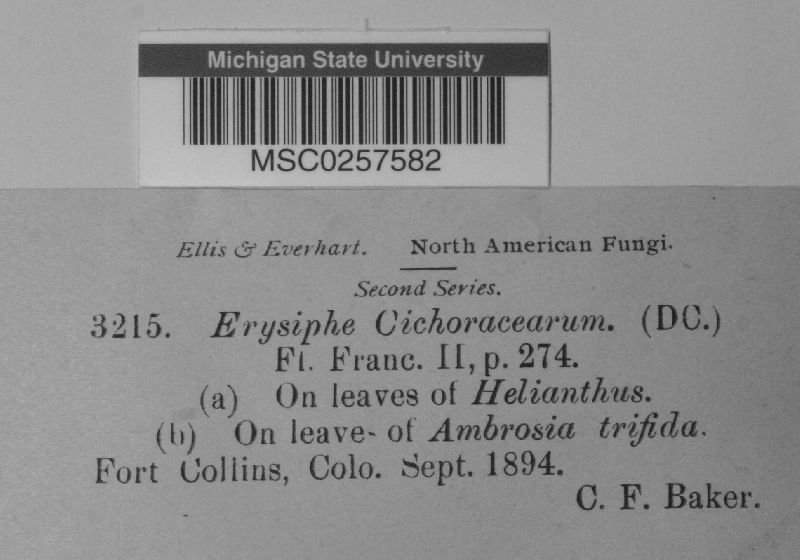 Michigan State University
MSC0257582
Ellis & Everhart. North American Fungi.
Second Series.
3215. Erysiphe Cichoracearum. (DC.)
Fl. Franc. II, p. 274.
(a) On leaves of Helianthus.
(b) On leave- of Ambrosia trifida.
Fort Collins, Colo. Sept. 1894.
C. F. Baker.